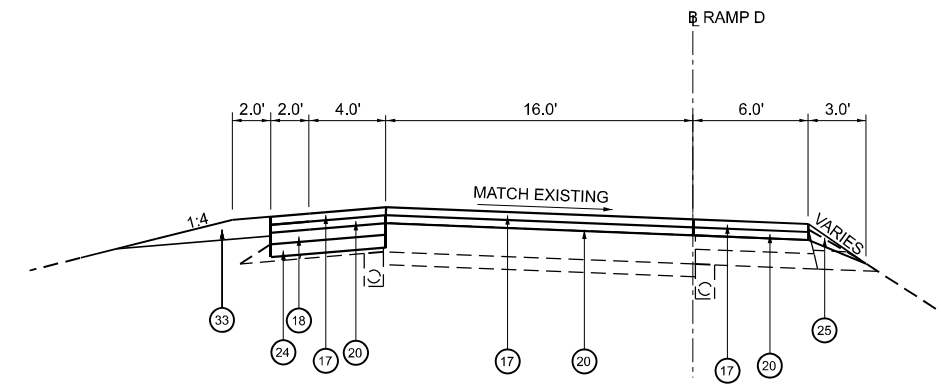 B RAMP D
2.0' 2.0' 4.0' 16.0' 6.0' 3.0'
MATCH EXISTING
1:4
VARIES
33 18 25
24 17 20 17 20 17 20